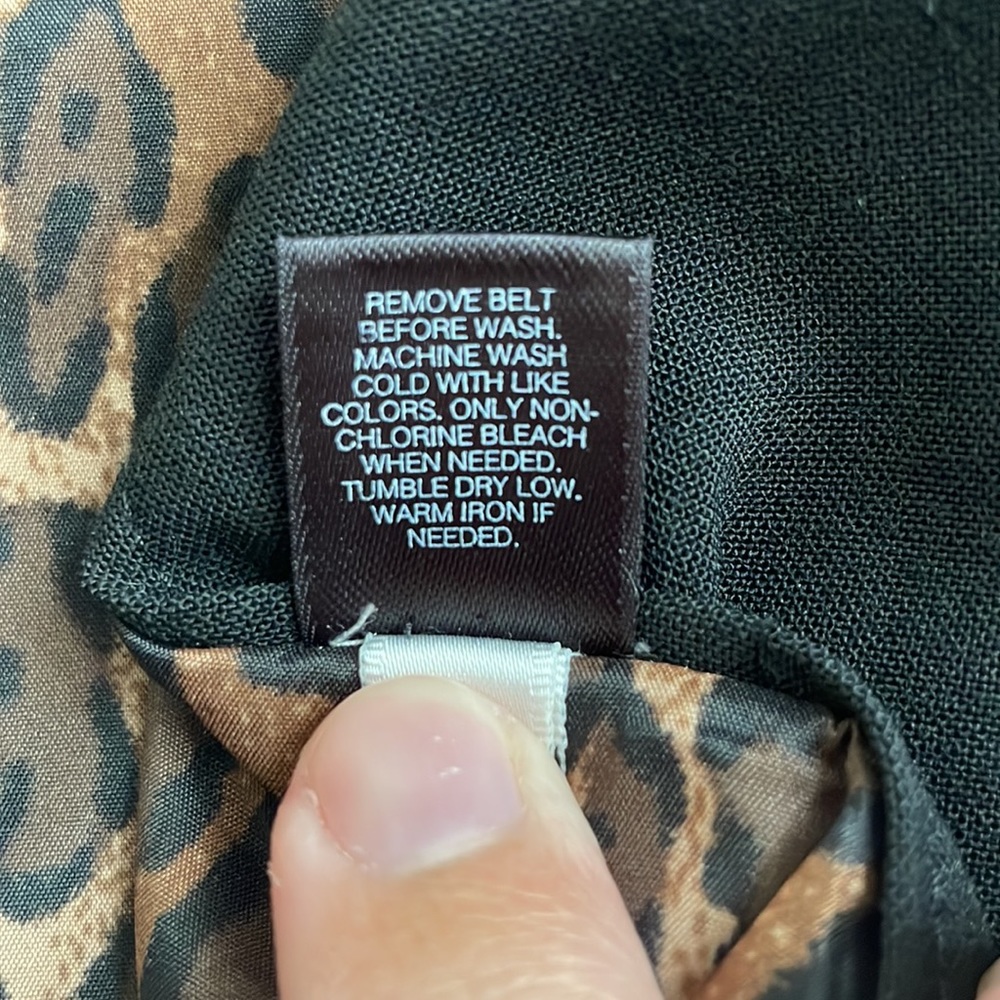 REMOVE BELT
BEFORE WASH.
MACHINE WASH
COLD WITH LIKE
COLORS. ONLY NON-
CHLORINE BLEACH
WHEN NEEDED.
TUMBLE DRY LOW.
WARM IRON IF
NEEDED.